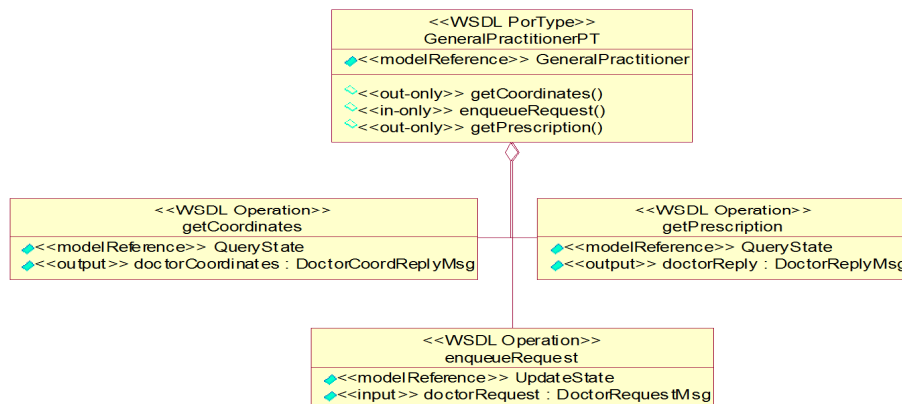 <<WSDL PorType>>
GeneralPractitionerPT
<<modelReference>> GeneralPractitioner
<<out-only>> getCoordinates()
<<in-only>> enqueueRequest()
<<out-only>> getPrescription()
<<WSDL Operation>>
getCoordinates
<<modelReference>> QueryState
<<output>> doctorCoordinates : DoctorCoordReplyMsg
<<WSDL Operation>>
getPrescription
<<modelReference>> QueryState
<<output>> doctorReply : DoctorReplyMsg
<<WSDL Operation>>
enqueueRequest
<<modelReference>> UpdateState
<<input>> doctorRequest : DoctorRequestMsg